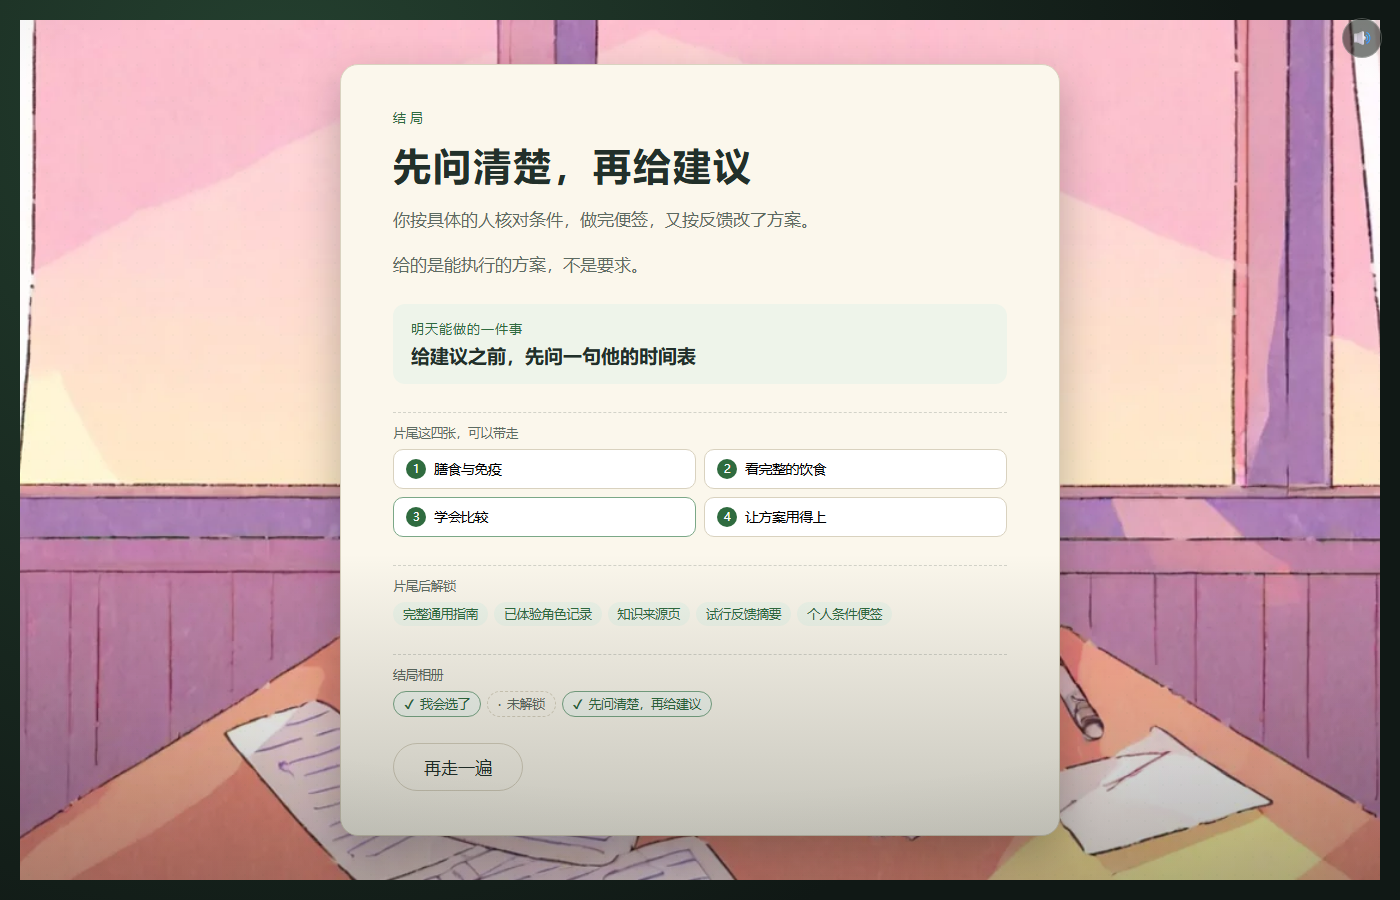 结局
先问清楚，再给建议
你按具体的人核对条件，做完便签，又按反馈改了方案。
给的是能执行的方案，不是要求。
明天能做的一件事
给建议之前，先问一句他的时间表
片尾这四张，可以带走
1 膳食与免疫
2 看完整的饮食
3 学会比较
4 让方案用得上
片尾后解锁
完整通用指南 已体验角色记录 知识来源页 试行反馈摘要 个人条件便签
结局相册
✓ 我会选了 · 未解锁 ✓ 先问清楚，再给建议
再走一遍